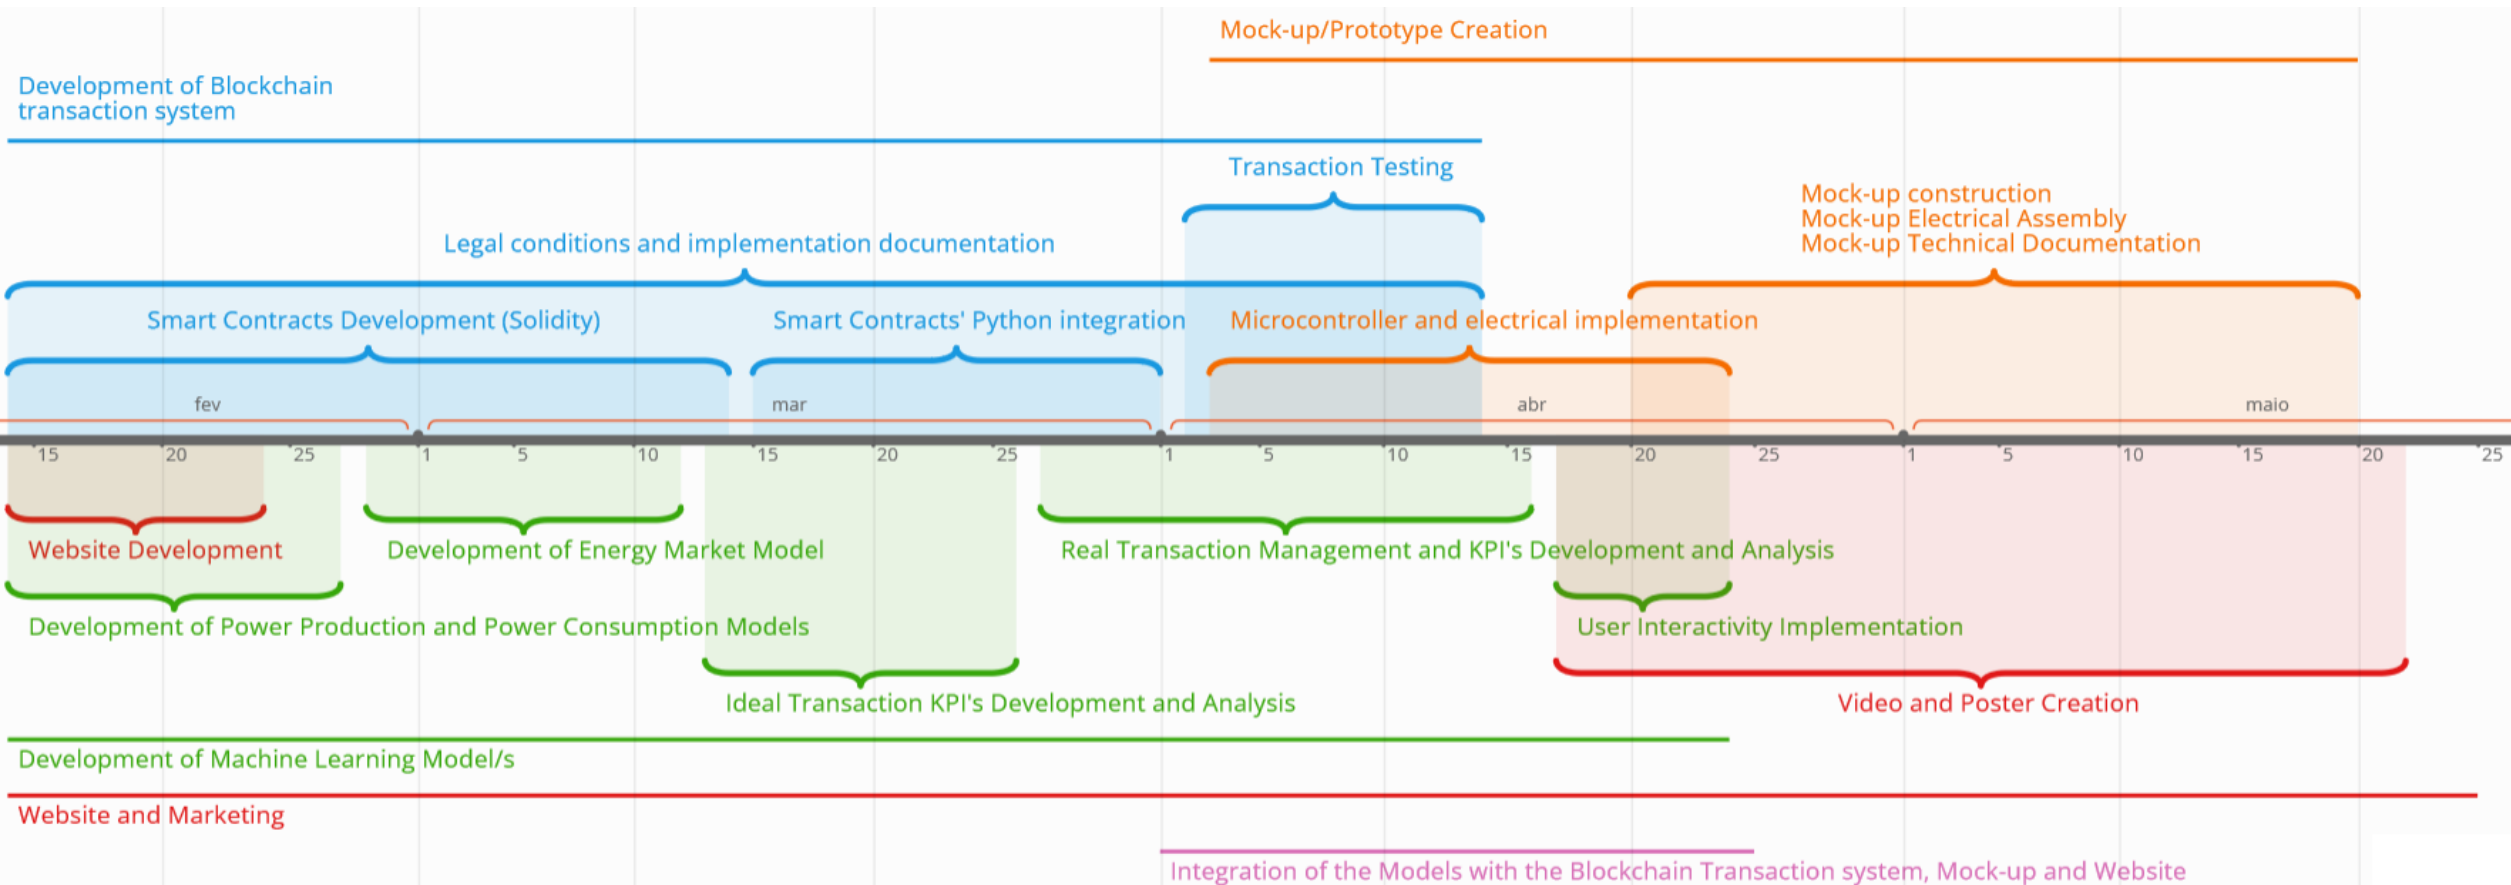 Mock-up/Prototype Creation
Development of Blockchain
transaction system
Transaction Testing
Mock-up construction
Mock-up Electrical Assembly
Mock-up Technical Documentation
Legal conditions and implementation documentation
Smart Contracts Development (Solidity)
Smart Contracts' Python integration
Microcontroller and electrical implementation
fev
mar
abr
maio
15
20
25
1
5
10
15
20
25
1
5
10
15
20
25
1
5
10
15
20
25
Website Development
Development of Energy Market Model
Real Transaction Management and KPI's Development and Analysis
Development of Power Production and Power Consumption Models
User Interactivity Implementation
Ideal Transaction KPI's Development and Analysis
Video and Poster Creation
Development of Machine Learning Model/s
Website and Marketing
Integration of the Models with the Blockchain Transaction system, Mock-up and Website